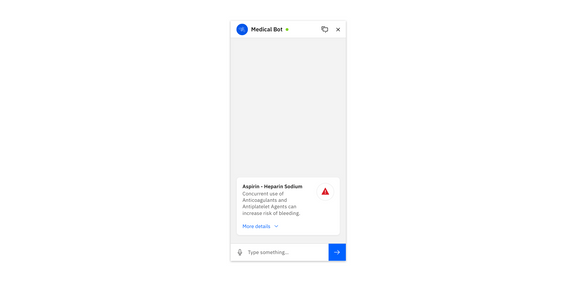 Medical Bot
Aspirin - Heparin Sodium
Concurrent use of
Anticoagulants and
Antiplatelet Agents can
increase risk of bleeding.
More details
Type something...